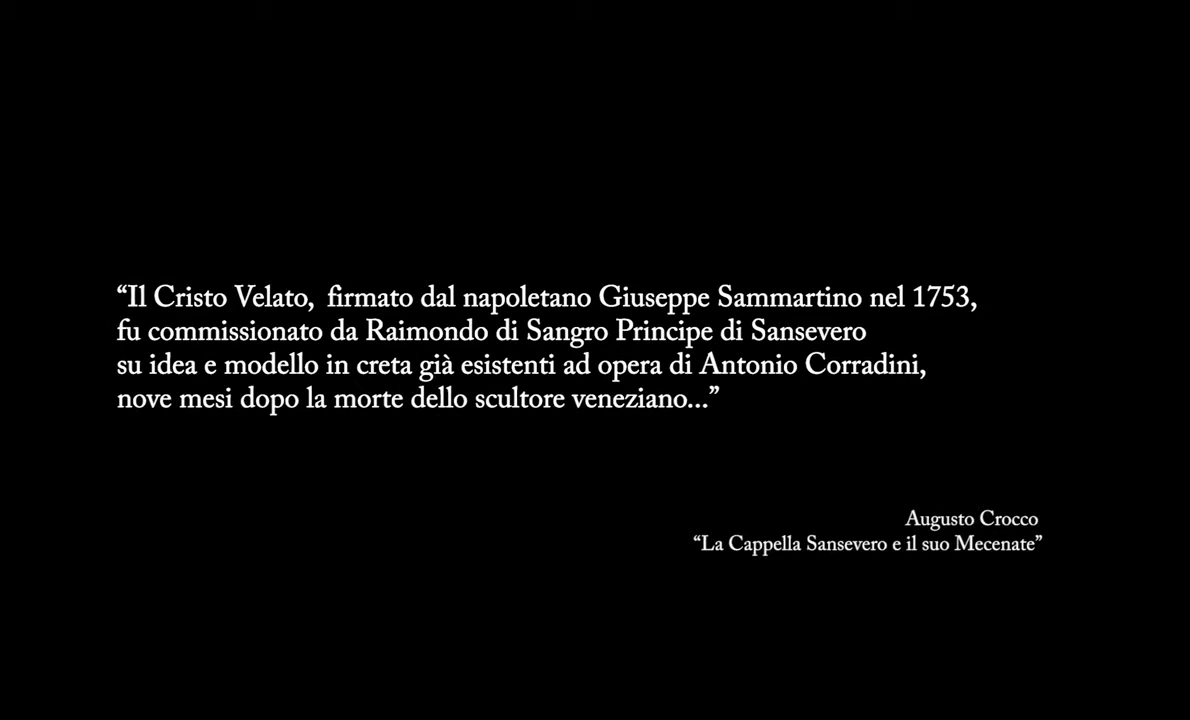 “Il Cristo Velato, firmato dal napoletano Giuseppe Sammartino nel 1753,
fu commissionato da Raimondo di Sangro Principe di Sansevero
su idea e modello in creta già esistenti ad opera di Antonio Corradini,
nove mesi dopo la morte dello scultore veneziano...”
Augusto Crocco
“La Cappella Sansevero e il suo Mecenate”